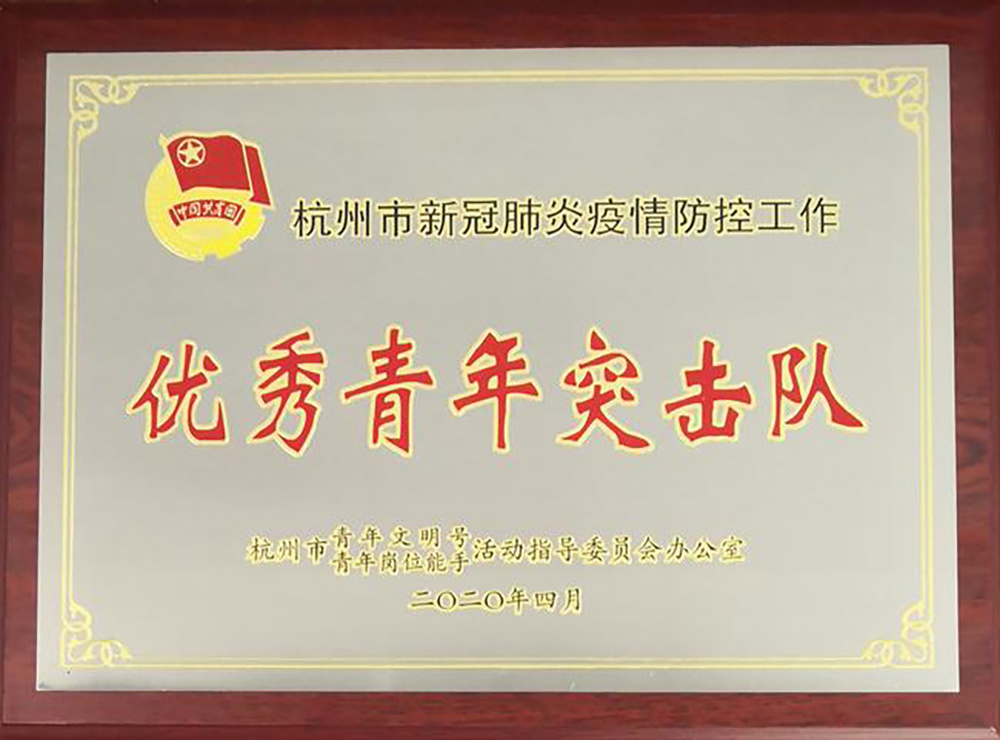 中国共青团
杭州市新冠肺炎疫情防控工作
优秀青年突击队
杭州市青年文明号活动指导委员会办公室
青年岗位能手
二〇二〇年四月